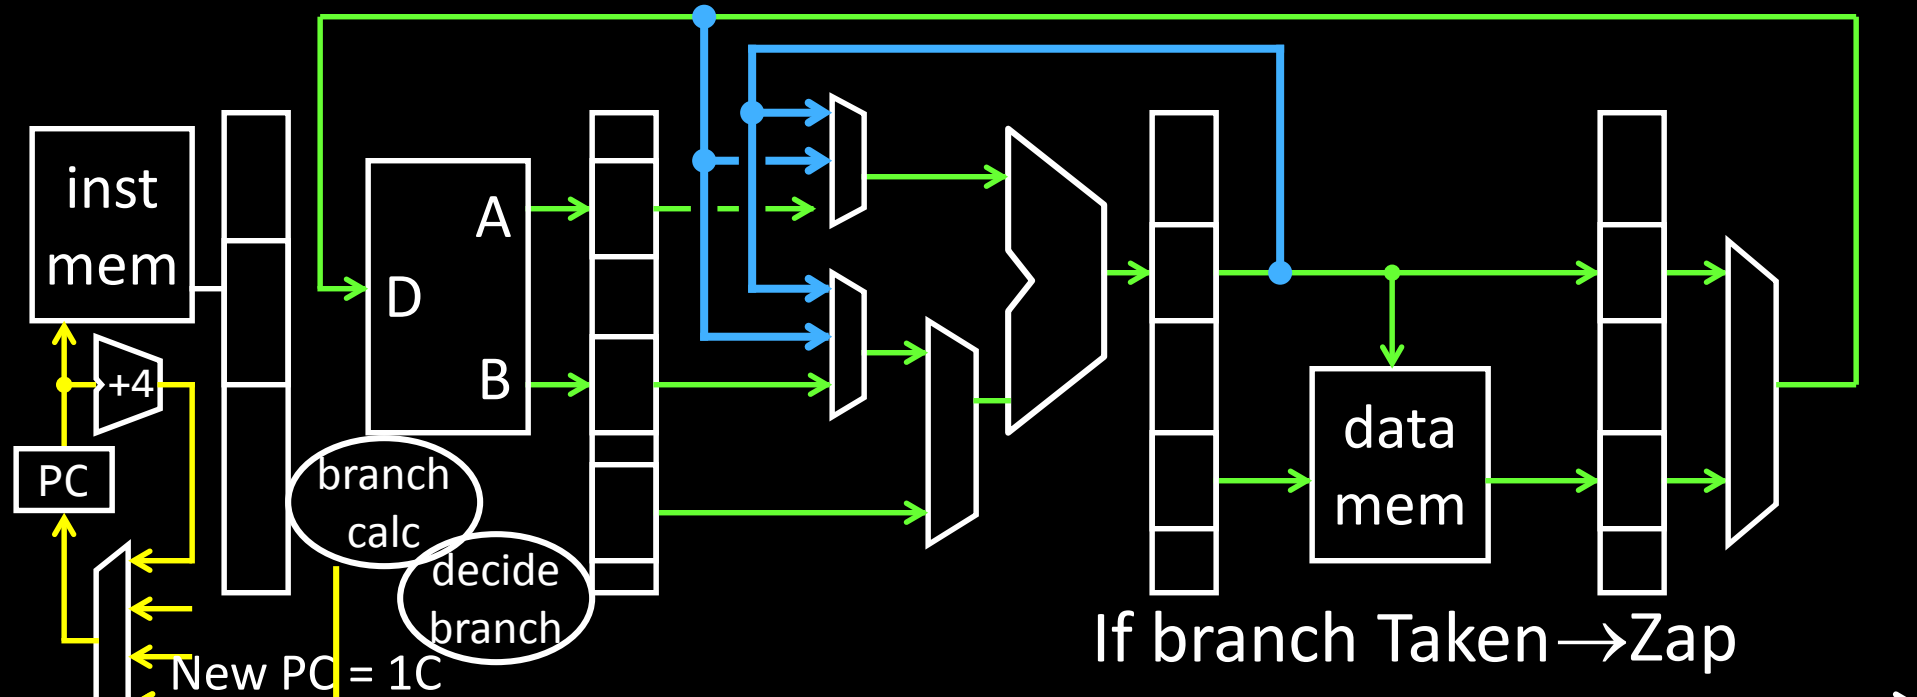 inst
mem
A
D
B
+4
PC
branch
calc
decide
branch
data
mem
If branch Taken→Zap
New PC = 1C